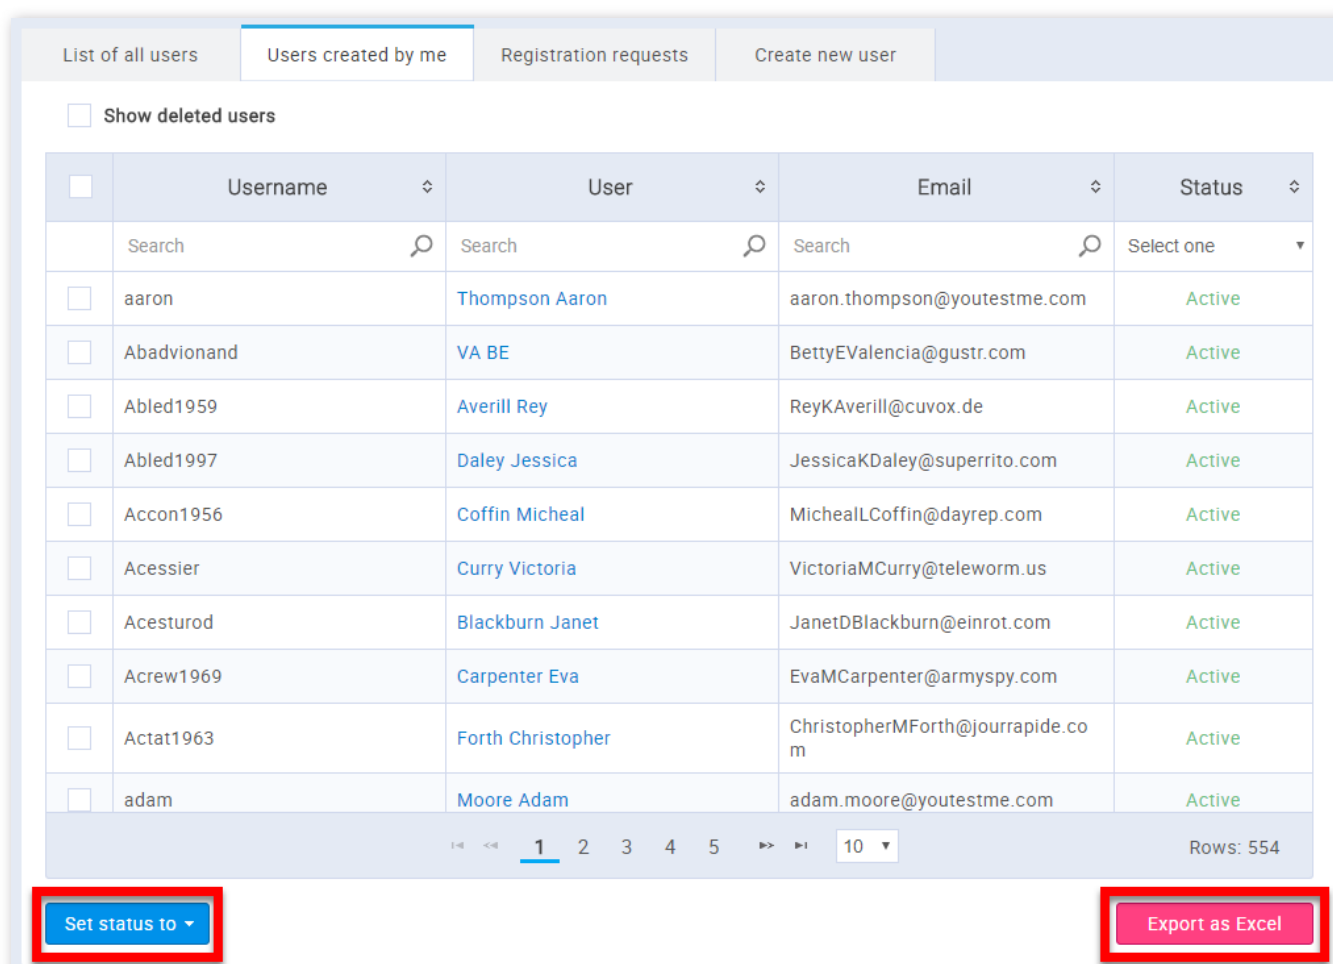 List of all users Users created by me Registration requests Create new user
Show deleted users
Username User Email Status
Search Search Search Select one
aaron Thompson Aaron aaron.thompson@youtestme.com Active
Abadvionand VA BE BettyEValencia@gustr.com Active
Abled1959 Averill Rey ReyKAverill@cuvox.de Active
Abled1997 Daley Jessica JessicaKDaley@superrito.com Active
Accon1956 Coffin Micheal MichealLCoffin@dayrep.com Active
Acessier Curry Victoria VictoriaMCurry@teleworm.us Active
Acesturod Blackburn Janet JanetDBlackburn@einrot.com Active
Acrew1969 Carpenter Eva EvaMCarpenter@armyspy.com Active
Actat1963 Forth Christopher ChristopherMForth@jourrapide.co
m Active
adam Moore Adam adam.moore@youtestme.com Active
1 2 3 4 5 10 Rows: 554
Set status to Export as Excel